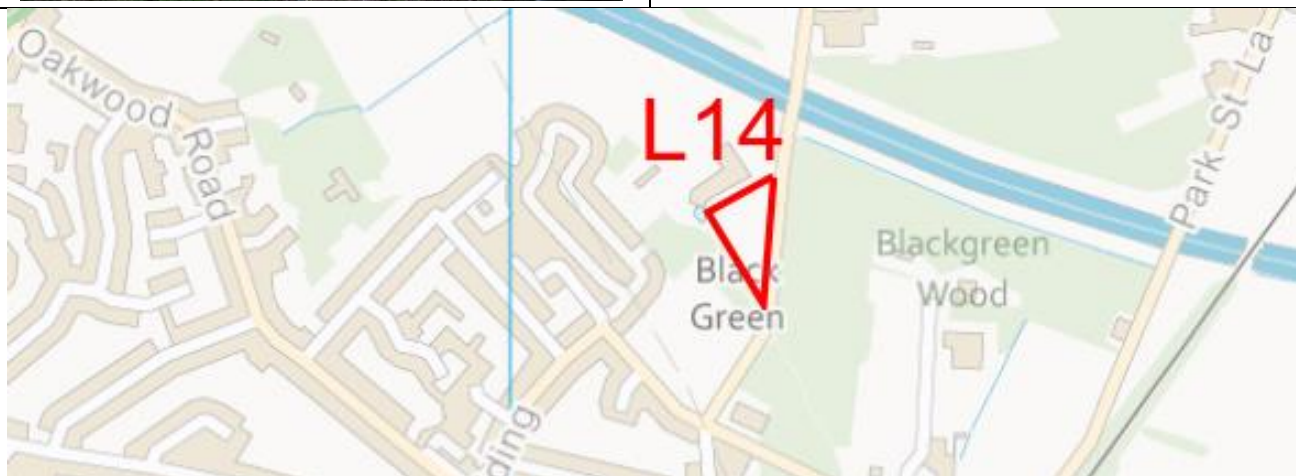 Oakwood
Road
L14
Park St La
Blackgreen
Wood
Black
Green
ding